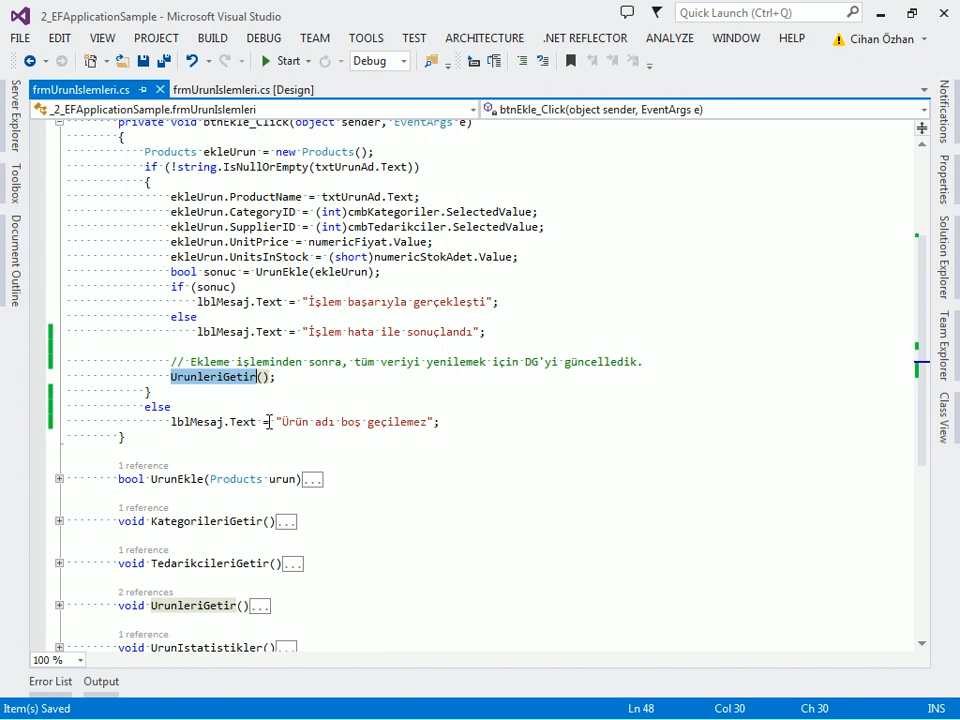 2_EFApplicationSample - Microsoft Visual Studio
Quick Launch (Ctrl+Q)
FILE EDIT VIEW PROJECT BUILD DEBUG TEAM TOOLS TEST ARCHITECTURE .NET REFLECTOR ANALYZE WINDOW HELP Cihan Özhan
Start Debug
frmUrunIslemleri.cs frmUrunIslemleri.cs [Design]
_2_EFApplicationSample.frmUrunIslemleri btnEkle_Click(object sender, EventArgs e)
private void btnEkle_Click(object sender, EventArgs e)
{
Products ekleUrun = new Products();
if (!string.IsNullOrEmpty(txtUrunAd.Text))
{
ekleUrun.ProductName = txtUrunAd.Text;
ekleUrun.CategoryID = (int)cmbKategoriler.SelectedValue;
ekleUrun.SupplierID = (int)cmbTedarikciler.SelectedValue;
ekleUrun.UnitPrice = numericFiyat.Value;
ekleUrun.UnitsInStock = (short)numericStokAdet.Value;
bool sonuc = UrunEkle(ekleUrun);
if (sonuc)
lblMesaj.Text = "İşlem başarıyla gerçekleşti";
else
lblMesaj.Text = "İşlem hata ile sonuçlandı";
// Ekleme işleminden sonra, tüm veriyi yenilemek için DG'yi güncelledik.
UrunleriGetir();
}
else
lblMesaj.Text = "Ürün adı boş geçilemez";
}
1 reference
bool UrunEkle(Products urun)...
1 reference
void KategorileriGetir()...
1 reference
void TedarikcileriGetir()...
2 references
void UrunleriGetir()...
1 reference
void UrunIstatistikler()...
100 %
Error List Output
Item(s) Saved Ln 48 Col 30 Ch 30 INS
Server Explorer
Toolbox
Document Outline
Notifications
Properties
Solution Explorer
Team Explorer
Class View